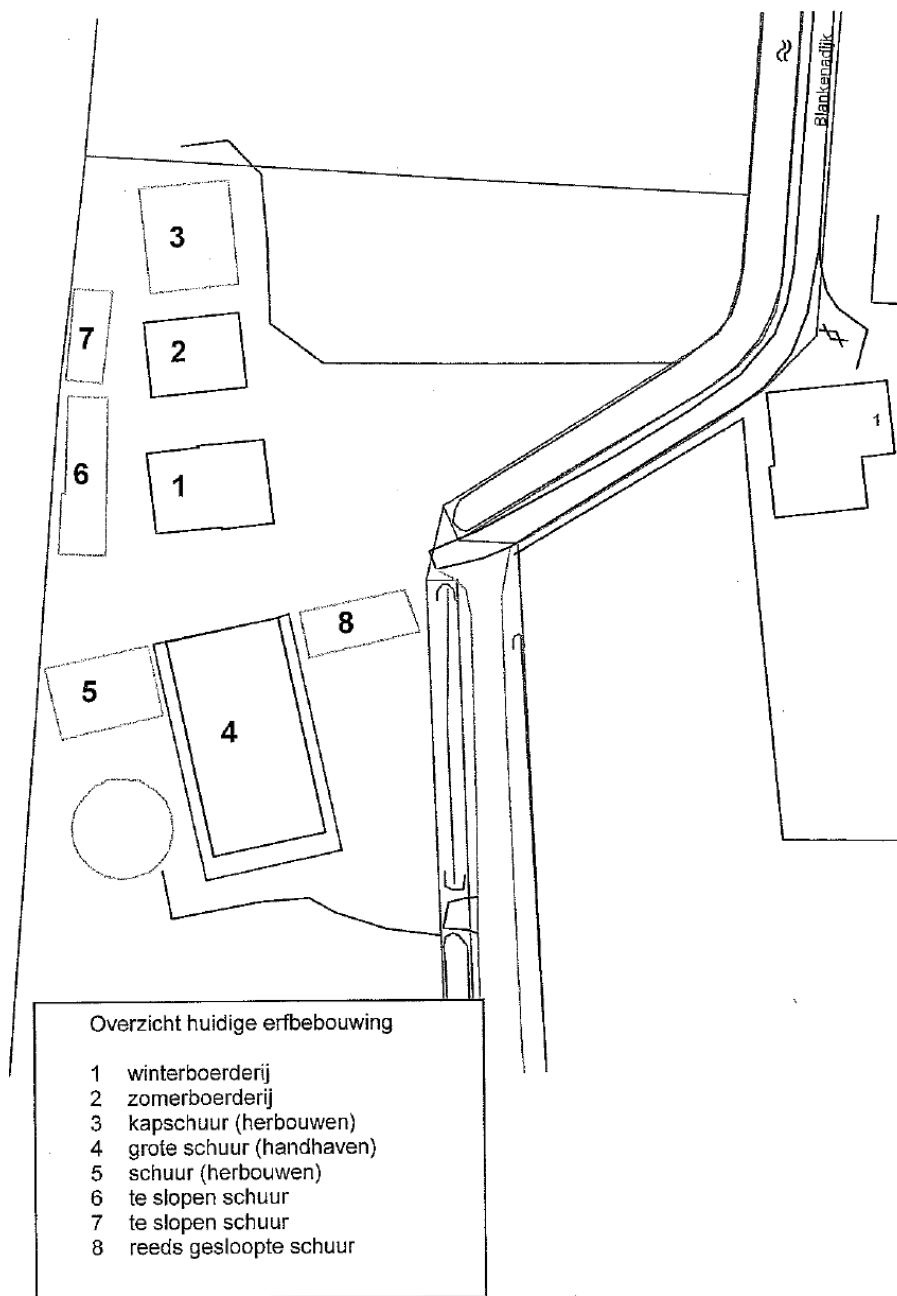 Blankenadijk
3
7
2
1
6
1
8
5
4
Overzicht huidige erfbebouwing
1 winterboerderij
2 zomerboerderij
3 kapschuur (herbouwen)
4 grote schuur (handhaven)
5 schuur (herbouwen)
6 te slopen schuur
7 te slopen schuur
8 reeds gesloopte schuur